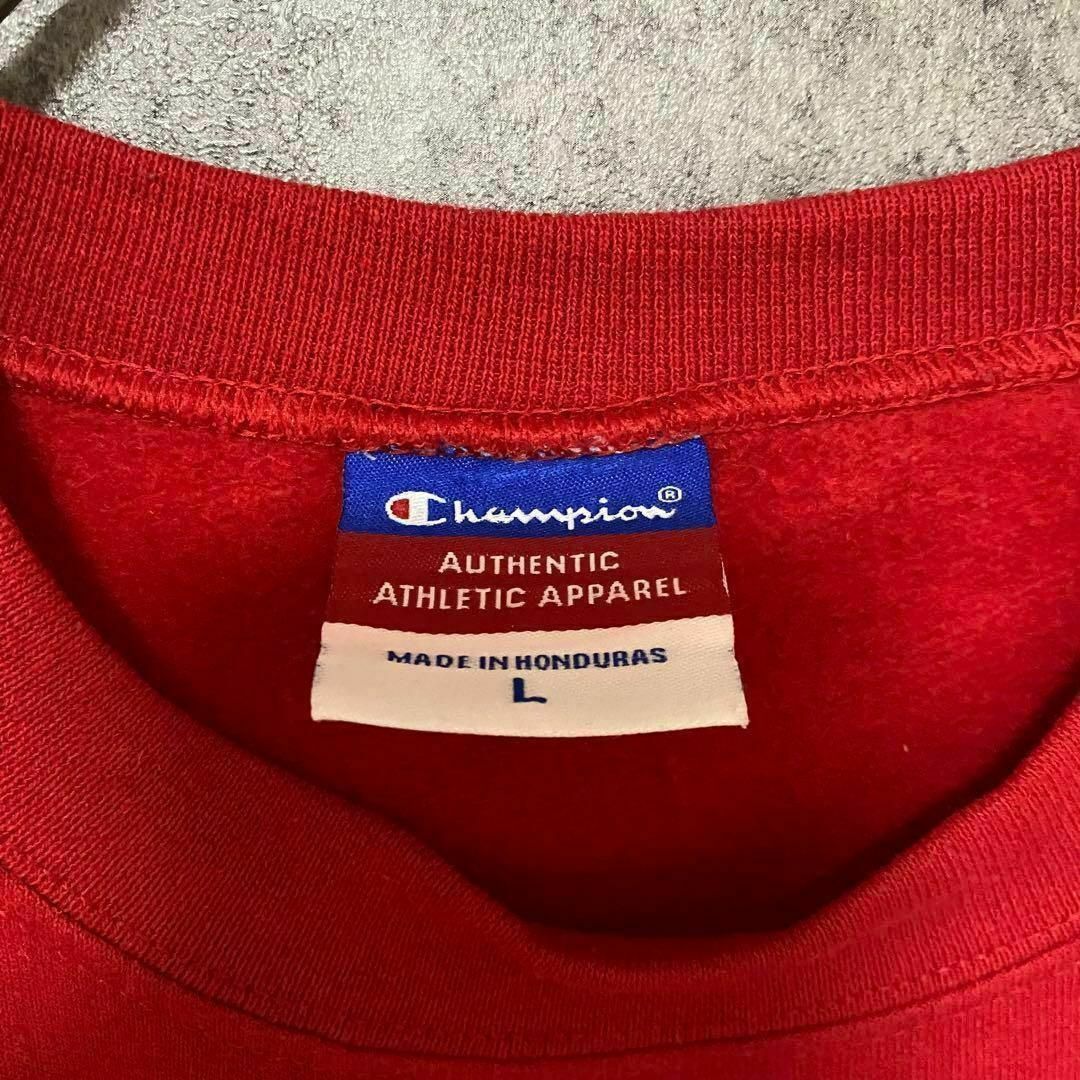 Champion®
AUTHENTIC
ATHLETIC APPAREL
MADE IN HONDURAS
L